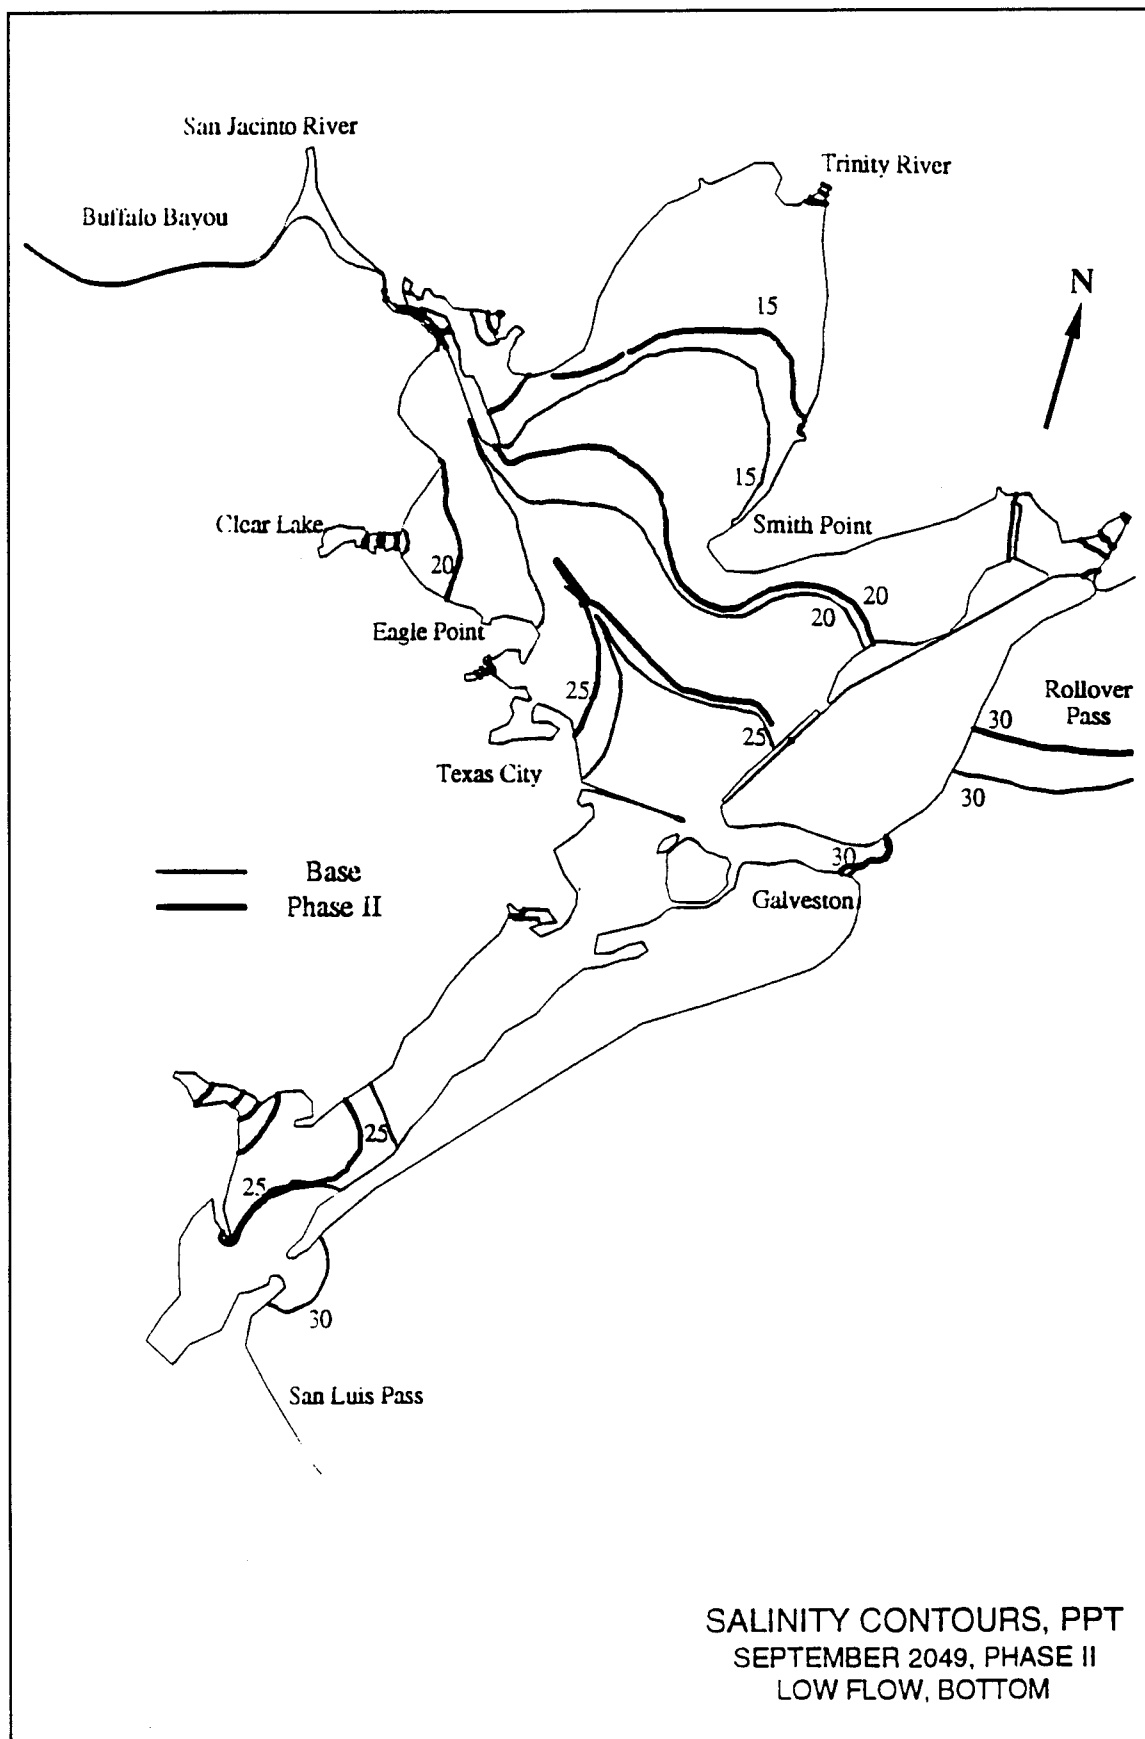 San Jacinto River
Trinity River
Buffalo Bayou
N
15
15
Clear Lake
Smith Point
20
20
20
Eagle Point
25
Rollover
Pass
30
25
Texas City
30
30
Base
Phase II
Galveston
25
25
30
San Luis Pass
SALINITY CONTOURS, PPT
SEPTEMBER 2049, PHASE II
LOW FLOW, BOTTOM